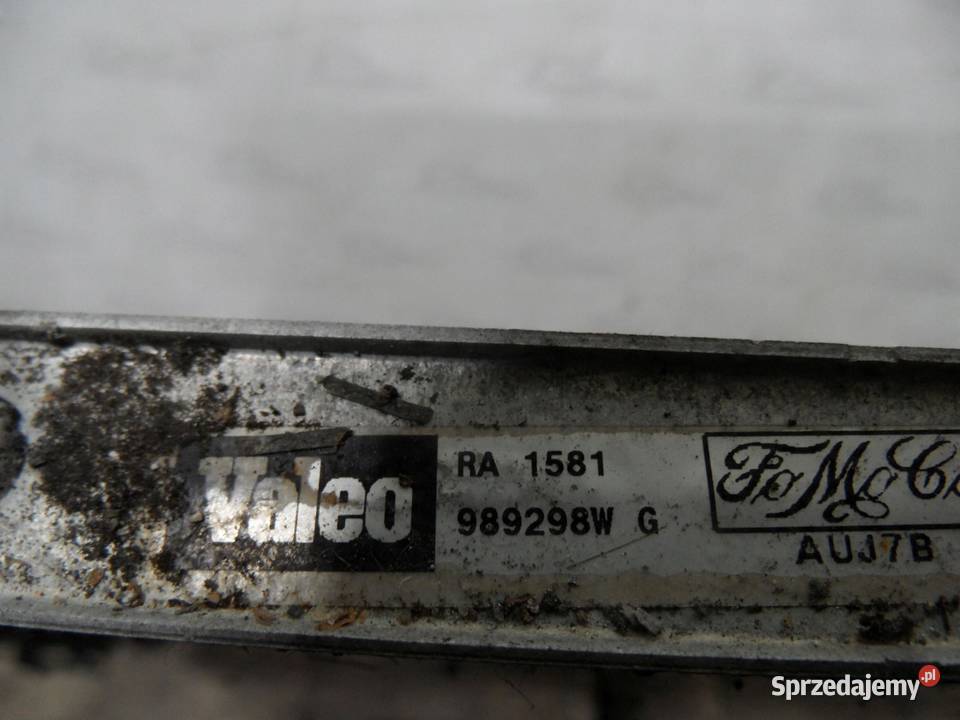 Valeo
RA 1581
989298W G
FoMoCo
AUJ7B
Sprzedajemy.pl